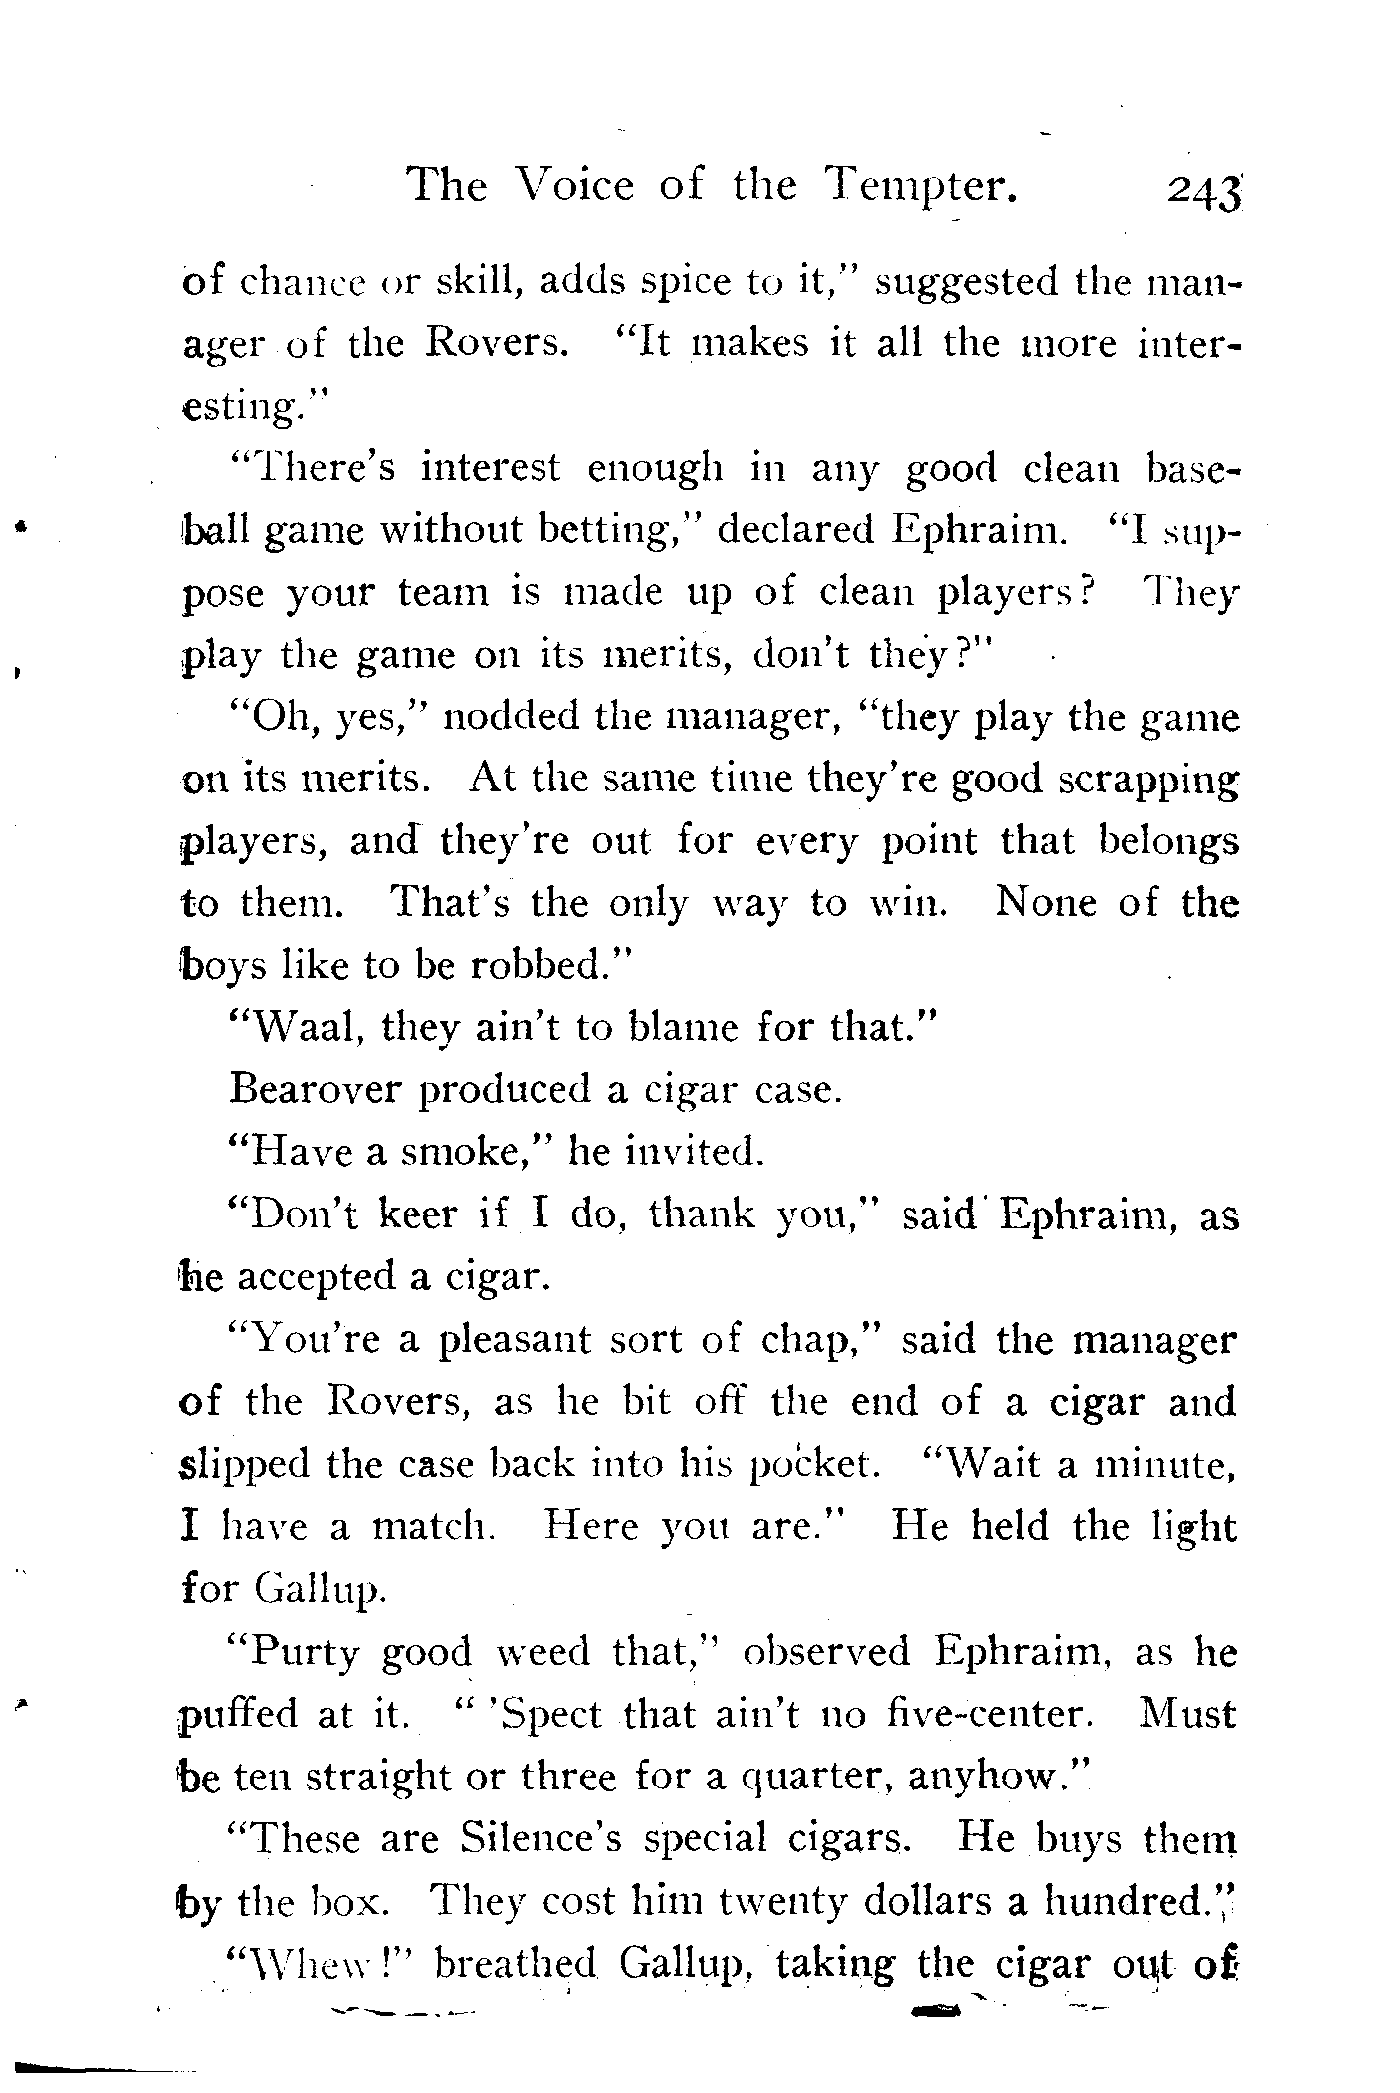 The Voice of the Tempter. 243
of chance or skill, adds spice to it,” suggested the man-
ager of the Rovers. “It makes it all the more inter-
esting.”
“There’s interest enough in any good clean base-
ball game without betting,” declared Ephraim. “I sup-
pose your team is made up of clean players? They
play the game on its merits, don’t they?”
“Oh, yes,” nodded the manager, “they play the game
on its merits. At the same time they’re good scrapping
players, and they’re out for every point that belongs
to them. That’s the only way to win. None of the
boys like to be robbed.”
“Waal, they ain’t to blame for that.”
Bearover produced a cigar case.
“Have a smoke,” he invited.
“Don’t keer if I do, thank you,” said Ephraim, as
he accepted a cigar.
“You’re a pleasant sort of chap,” said the manager
of the Rovers, as he bit off the end of a cigar and
slipped the case back into his pocket. “Wait a minute,
I have a match. Here you are.” He held the light
for Gallup.
“Purty good weed that,” observed Ephraim, as he
puffed at it. “ ’Spect that ain’t no five-center. Must
be ten straight or three for a quarter, anyhow.”
“These are Silence’s special cigars. He buys them
by the box. They cost him twenty dollars a hundred.”
“Whew!” breathed Gallup, taking the cigar out of